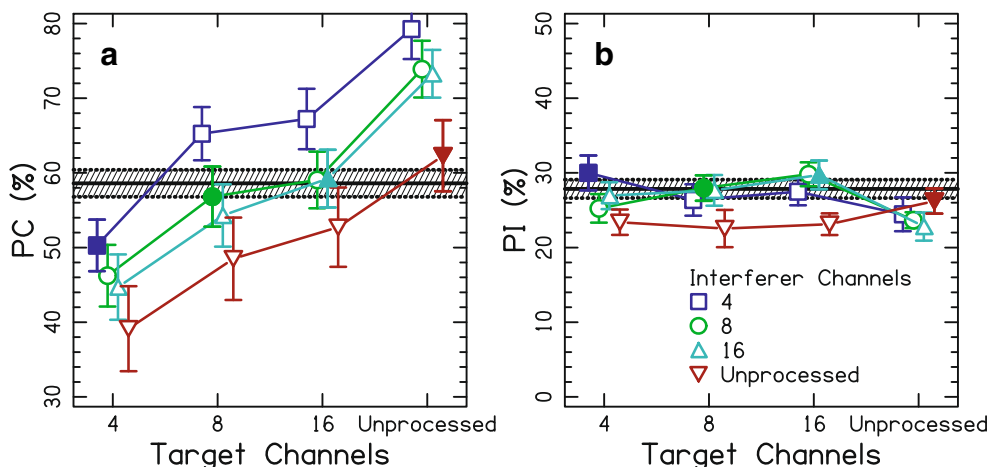 a
PC (%)
80
70
60
50
40
30
4
8
16
Unprocessed
Target Channels
b
PI (%)
50
40
30
20
10
0
Interferer Channels
4
8
16
Unprocessed
4
8
16
Unprocessed
Target Channels